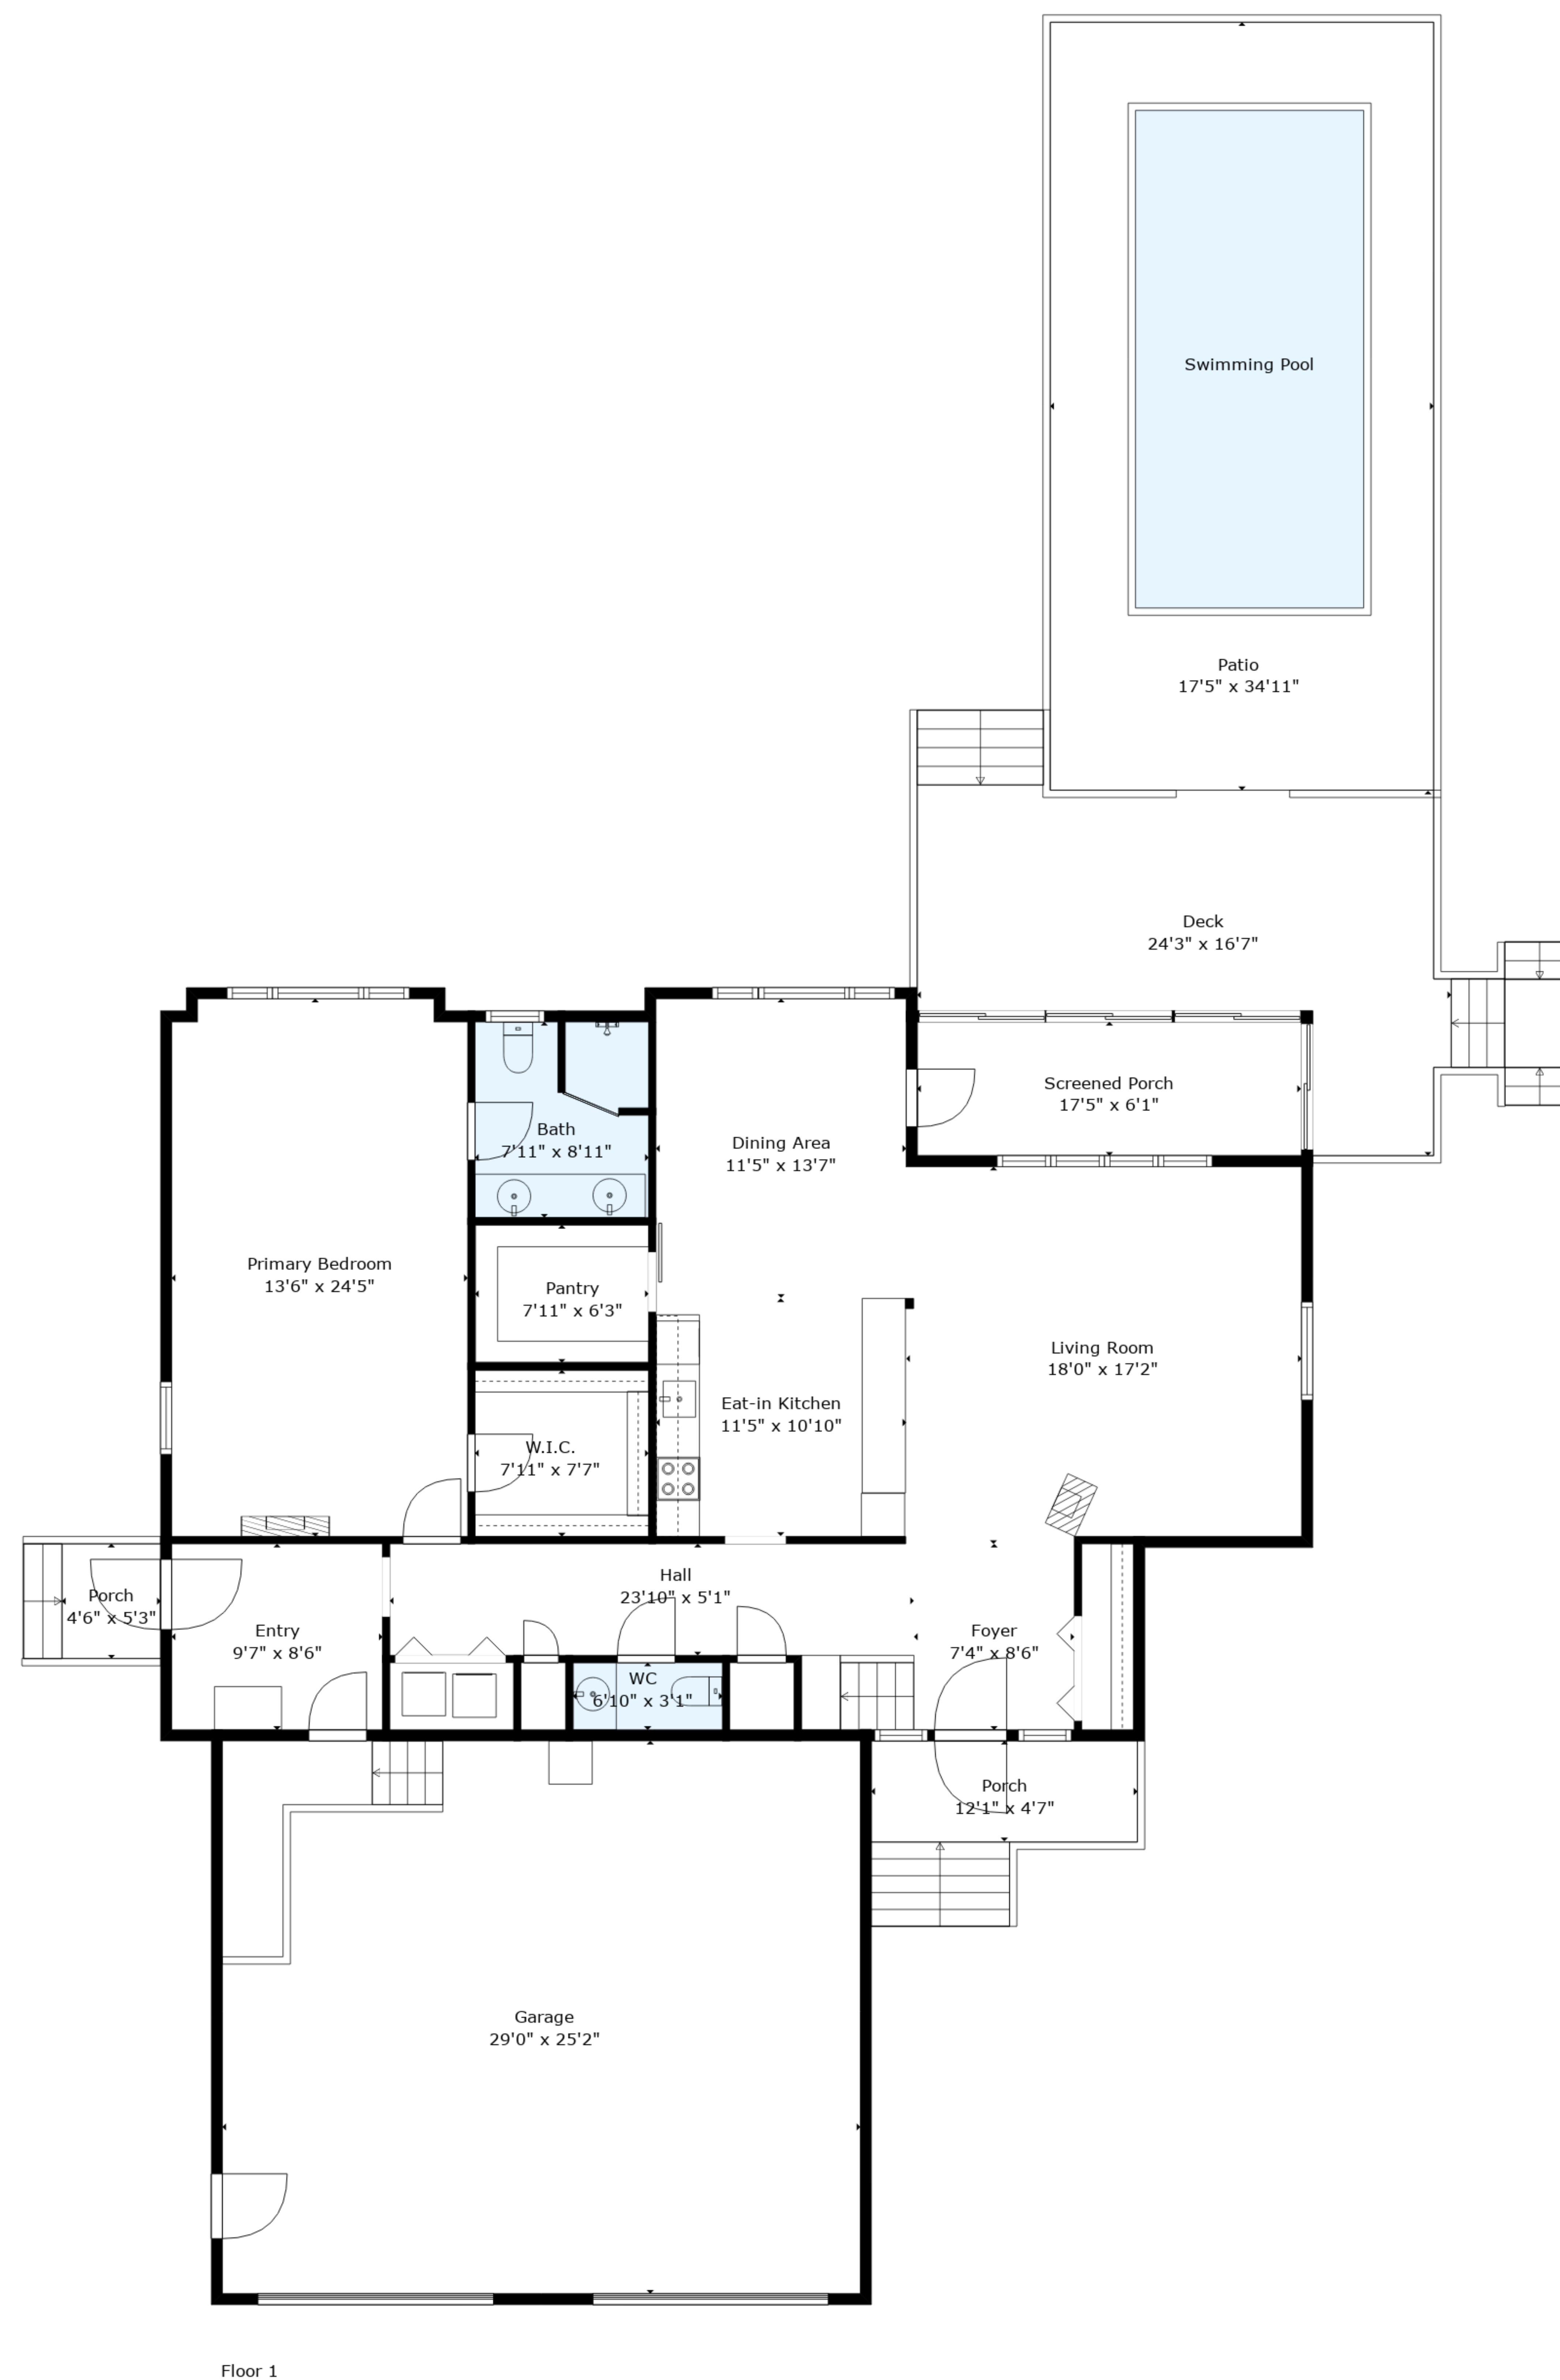 Swimming Pool
Patio
17'5" x 34'11"
Deck
24'3" x 16'7"
Screened Porch
17'5" x 6'1"
Bath
7'11" x 8'11"
Dining Area
11'5" x 13'7"
Primary Bedroom
13'6" x 24'5"
Pantry
7'11" x 6'3"
Living Room
18'0" x 17'2"
Eat-in Kitchen
11'5" x 10'10"
W.I.C.
7'11" x 7'7"
Hall
23'10" x 5'1"
Porch
4'6" x 5'3"
Entry
9'7" x 8'6"
Foyer
7'4" x 8'6"
WC
6'10" x 3'1"
Porch
12'1" x 4'7"
Garage
29'0" x 25'2"
Floor 1